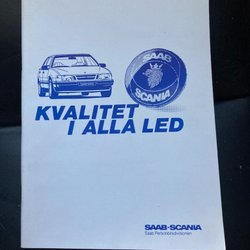 SAAB
SCANIA
KVALITET
I ALLA LED
SAAB-SCANIA
Saab Personbilsdivisionen